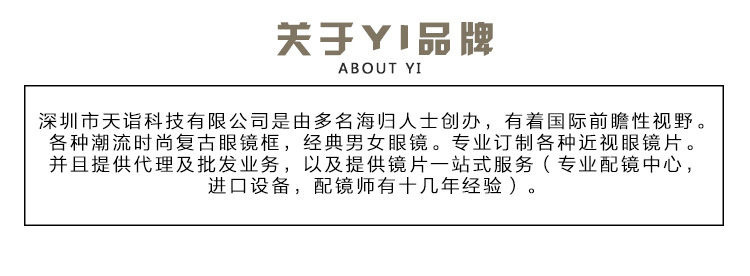 关于YI品牌
ABOUT YI
深圳市天诣科技有限公司是由多名海归人士创办，有着国际前瞻性视野。
各种潮流时尚复古眼镜框，经典男女眼镜。专业订制各种近视眼镜片。
并且提供代理及批发业务，以及提供镜片一站式服务（专业配镜中心，
进口设备，配镜师有十几年经验）。